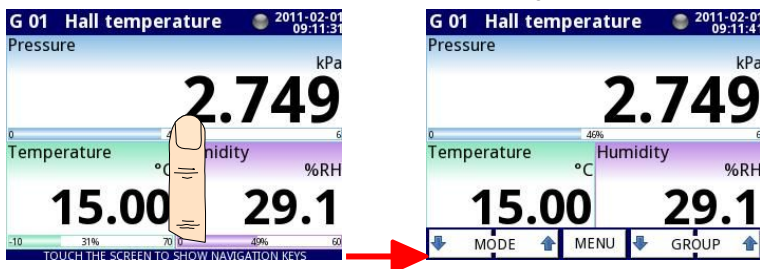 G 01 Hall temperature 2011-02-01 09:11:31
Pressure
kPa
2.749
0 6
Temperature °C
%RH
15.00 29.1
-10 31% 70 0 49% 60
TOUCH THE SCREEN TO SHOW NAVIGATION KEYS
G 01 Hall temperature 2011-02-01 09:11:41
Pressure
kPa
2.749
0 46% 6
Temperature °C Humidity
%RH
15.00 29.1
MODE MENU GROUP